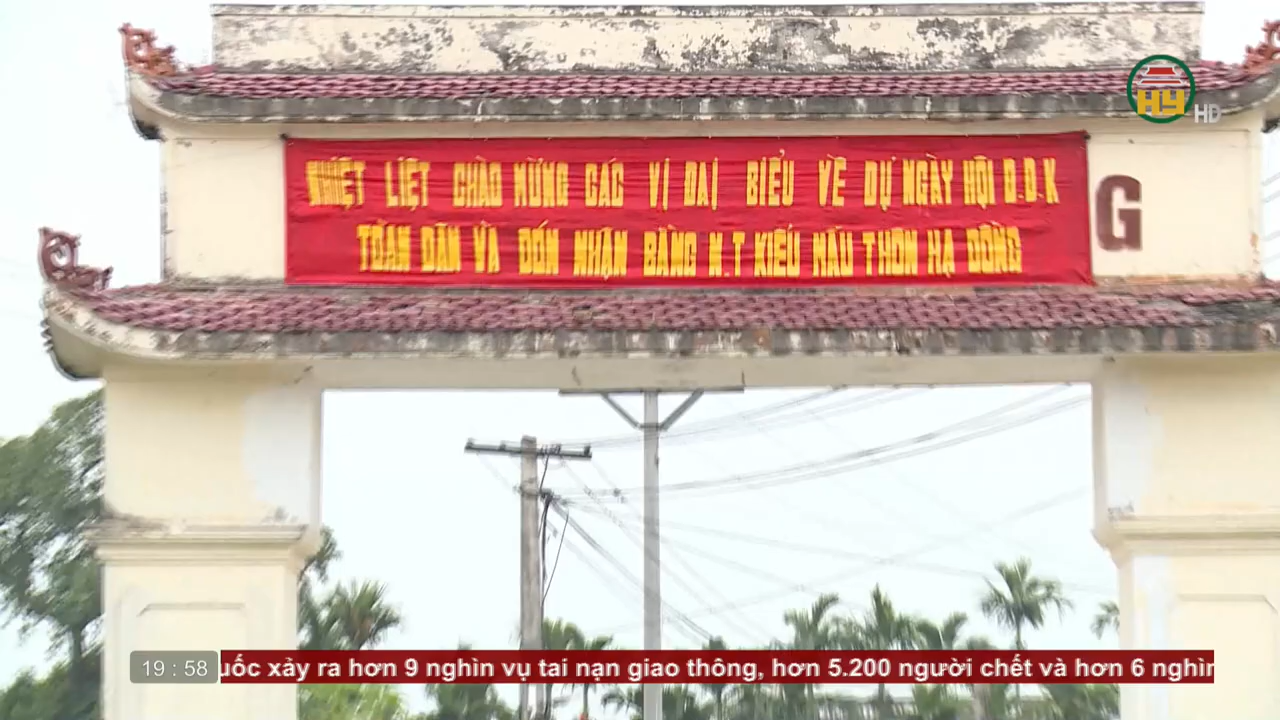 HY HD
NHIỆT LIỆT CHÀO MỪNG CÁC VỊ ĐẠI BIỂU VỀ DỰ NGÀY HỘI Đ.Đ.K
TOÀN DÂN VÀ ĐÓN NHẬN BẰNG N.T KIỂU MẪU THÔN HẠ ĐỒNG
G
19 : 58 uốc xảy ra hơn 9 nghìn vụ tai nạn giao thông, hơn 5.200 người chết và hơn 6 nghìn